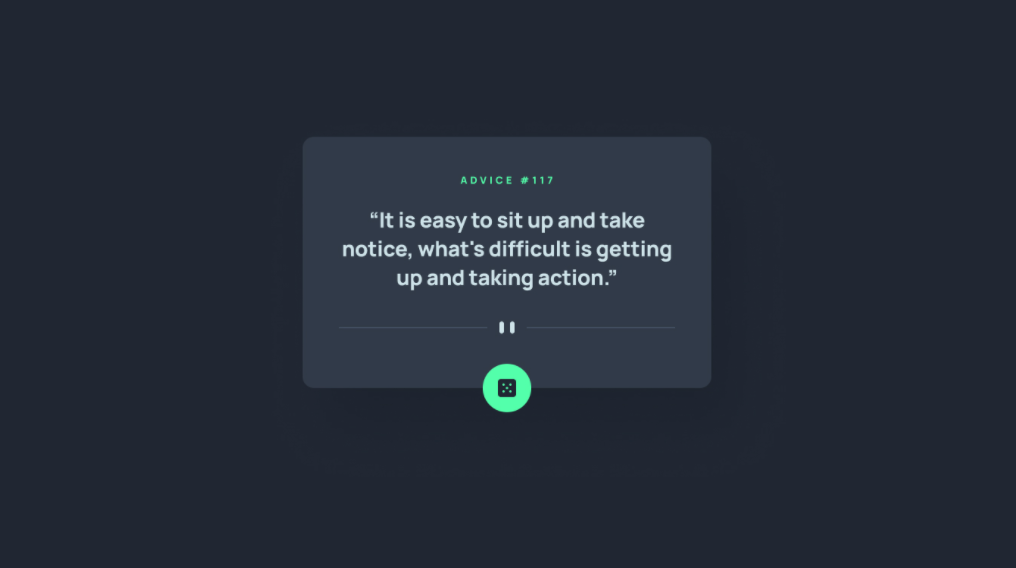 ADVICE #117
“It is easy to sit up and take
notice, what's difficult is getting
up and taking action.”